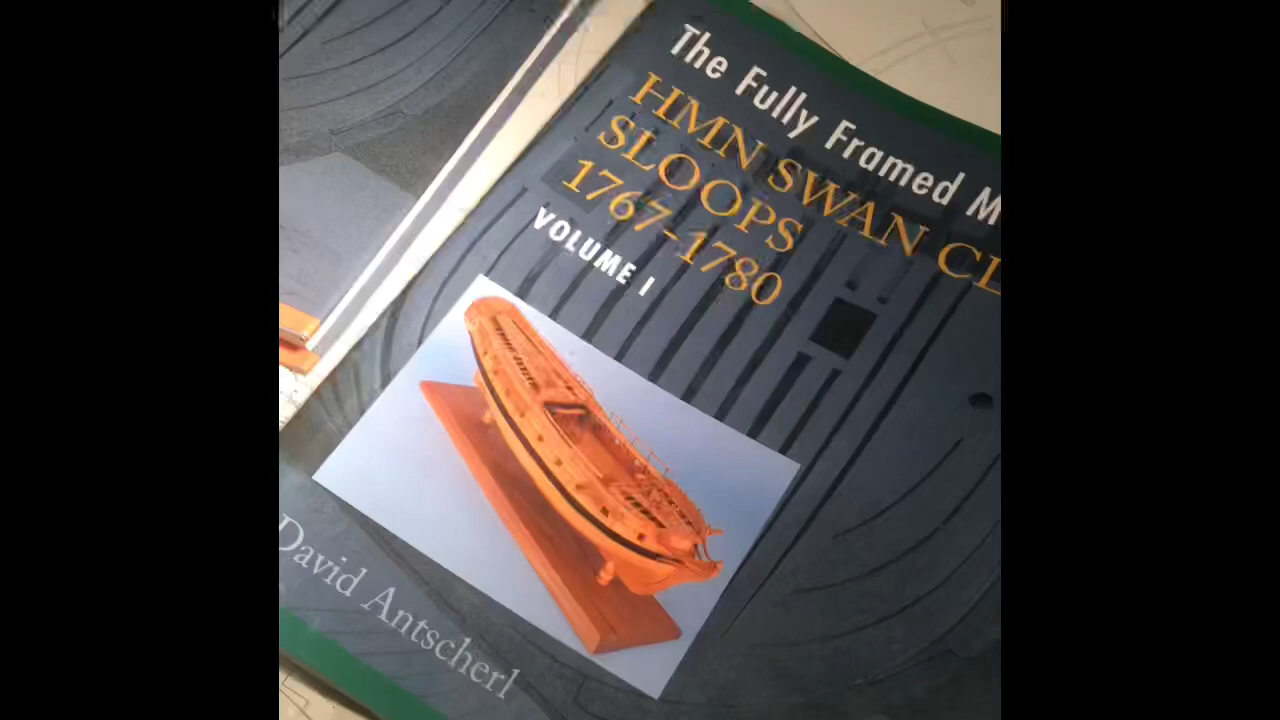 The Fully Framed M
HMN SWAN CL
SLOOPS
1767-1780
VOLUME I
David Antscherl